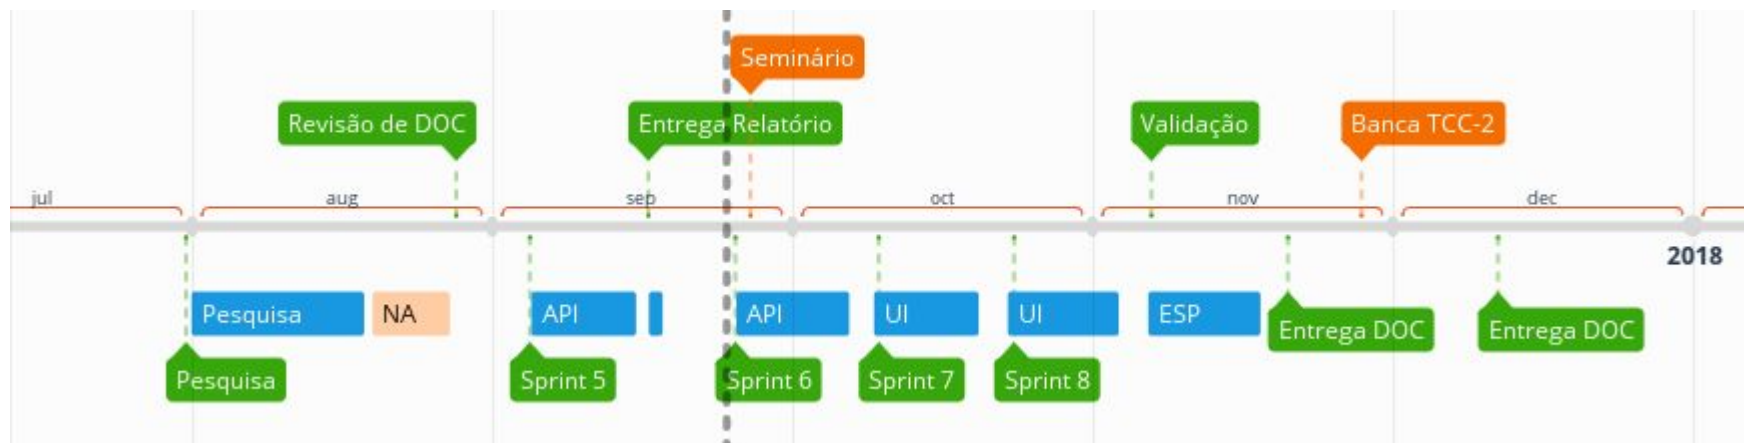 Seminário
Revisão de DOC
Entrega Relatório
Validação
Banca TCC-2
jul
aug
sep
oct
nov
dec
2018
Pesquisa
NA
API
API
UI
UI
ESP
Entrega DOC
Entrega DOC
Pesquisa
Sprint 5
Sprint 6
Sprint 7
Sprint 8